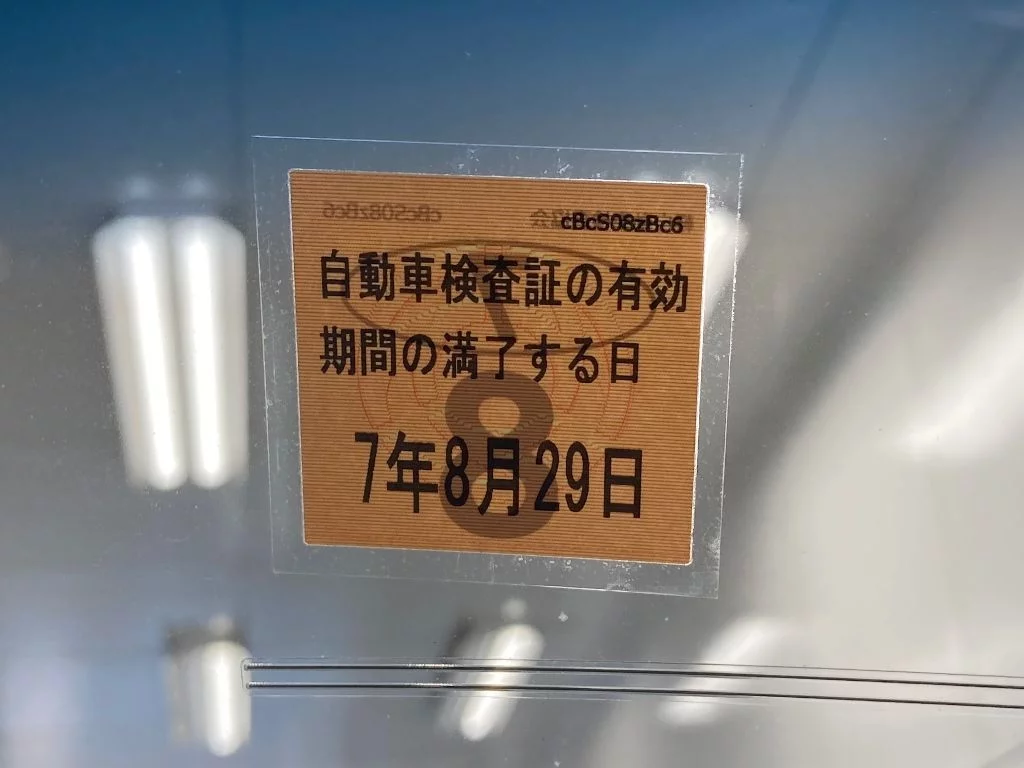 cBcS08zBc6
自動車検査証の有効
期間の満了する日
7年8月29日